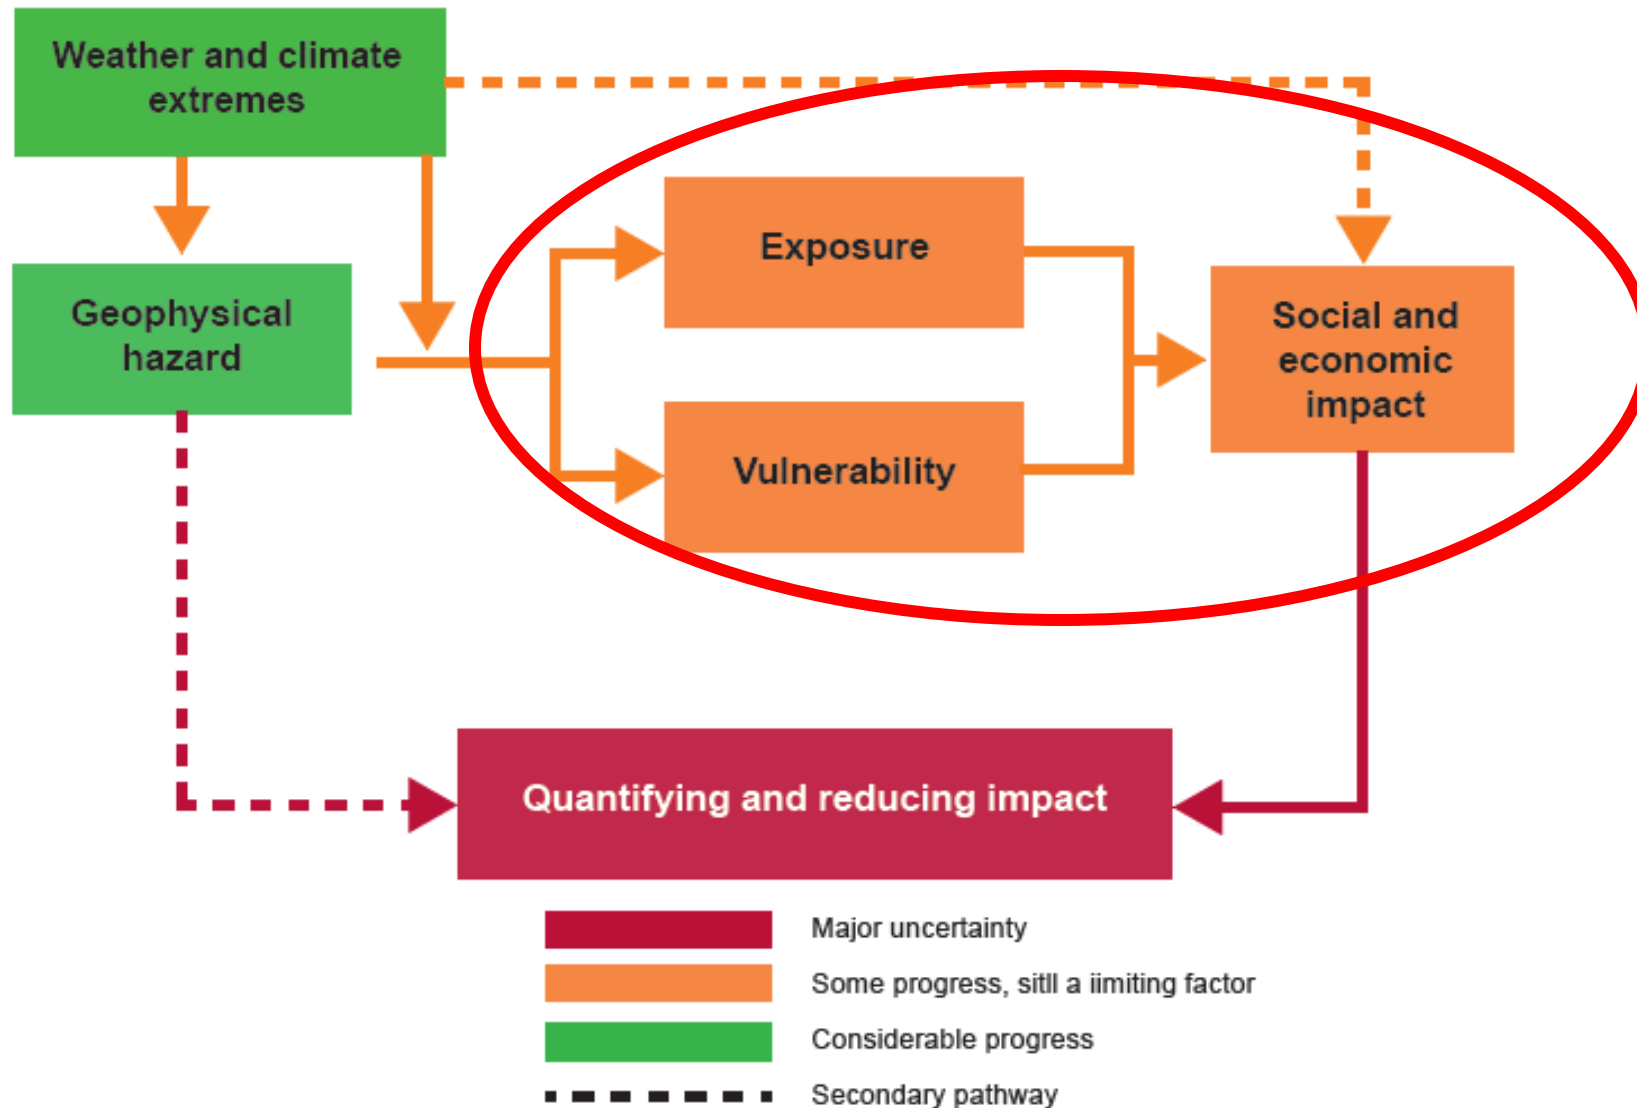 Weather and climate
extremes
Geophysical
hazard
Exposure
Vulnerability
Social and
economic
impact
Quantifying and reducing impact
Major uncertainty
Some progress, sitll a iimiting factor
Considerable progress
Secondary pathway